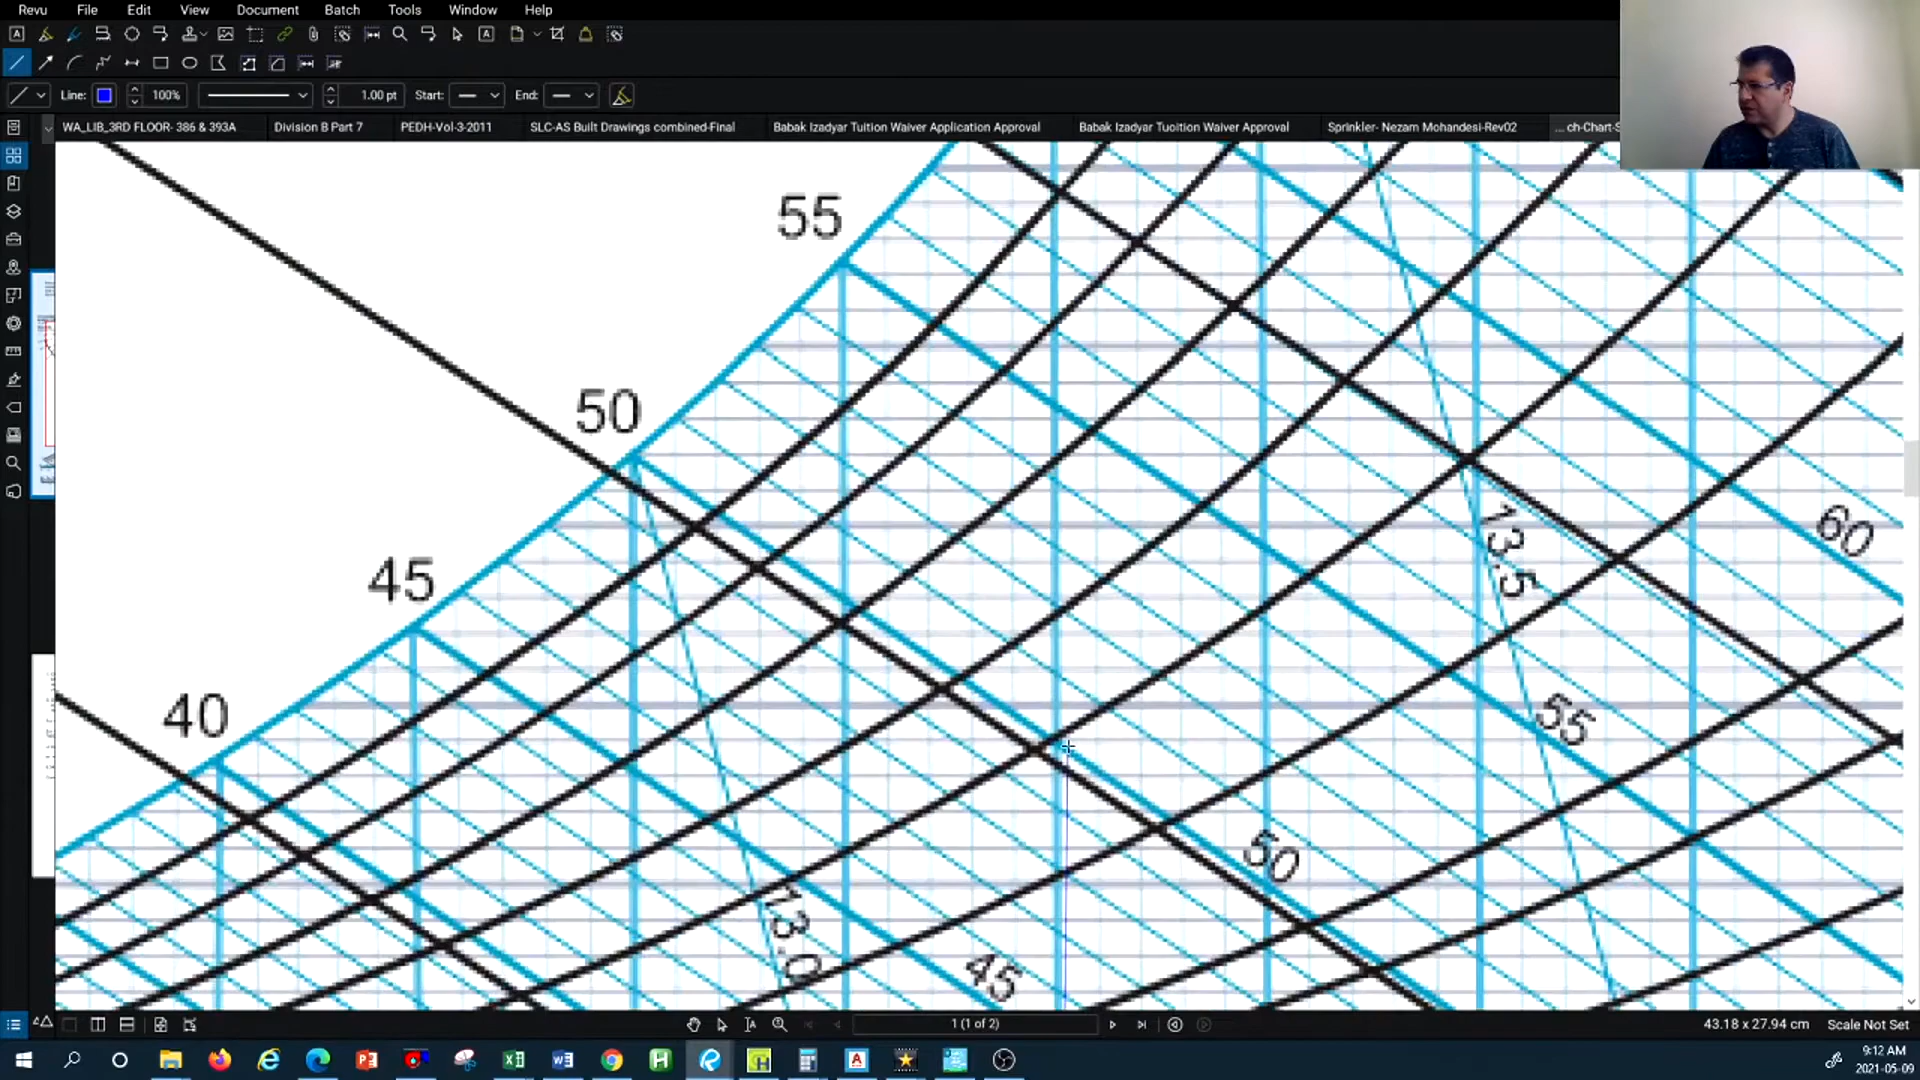 Revu File Edit View Document Batch Tools Window Help
Line: 100% 1.00 pt Start: End:
WA_LIB_3RD FLOOR- 386 & 393A Division B Part 7 PEDH-Vol-3-2011 SLC-AS Built Drawings combined-Final Babak Izadyar Tuition Waiver Application Approval Babak Izadyar Tuoition Waiver Approval Sprinkler- Nezam Mohandesi-Rev02 ... ch-Chart-S
55
50
45
40
13.5
60
55
50
13.0
45
1 (1 of 2)
43.18 x 27.94 cm Scale Not Set
9:12 AM
2021-05-09